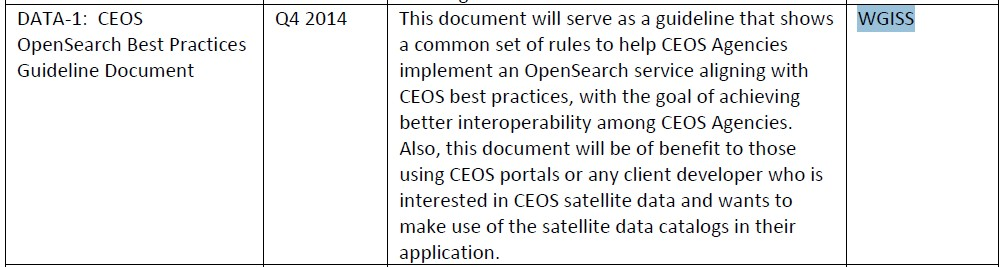 DATA-1:  CEOS
OpenSearch Best Practices
Guideline Document
Q4 2014
This document will serve as a guideline that shows
a common set of rules to help CEOS Agencies
implement an OpenSearch service aligning with
CEOS best practices, with the goal of achieving
better interoperability among CEOS Agencies.
Also, this document will be of benefit to those
using CEOS portals or any client developer who is
interested in CEOS satellite data and wants to
make use of the satellite data catalogs in their
application.
WGISS